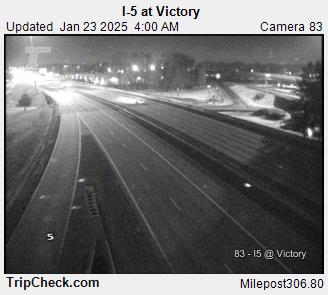 I-5 at Victory
Updated Jan 23 2025 4:00 AM Camera 83
83 - I5 @ Victory
TripCheck.com Milepost306.80